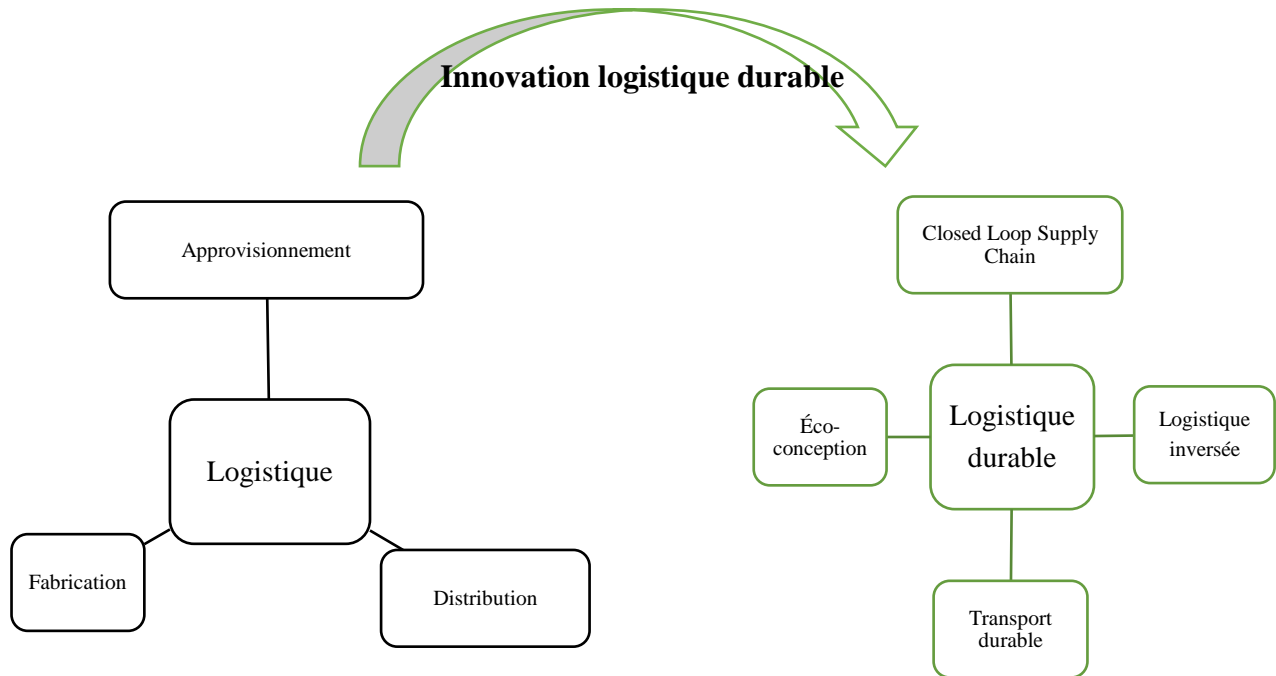 Innovation logistique durable
Approvisionnement
Logistique
Fabrication
Distribution
Closed Loop Supply
Chain
Éco-
conception
Logistique
durable
Logistique
inversée
Transport
durable